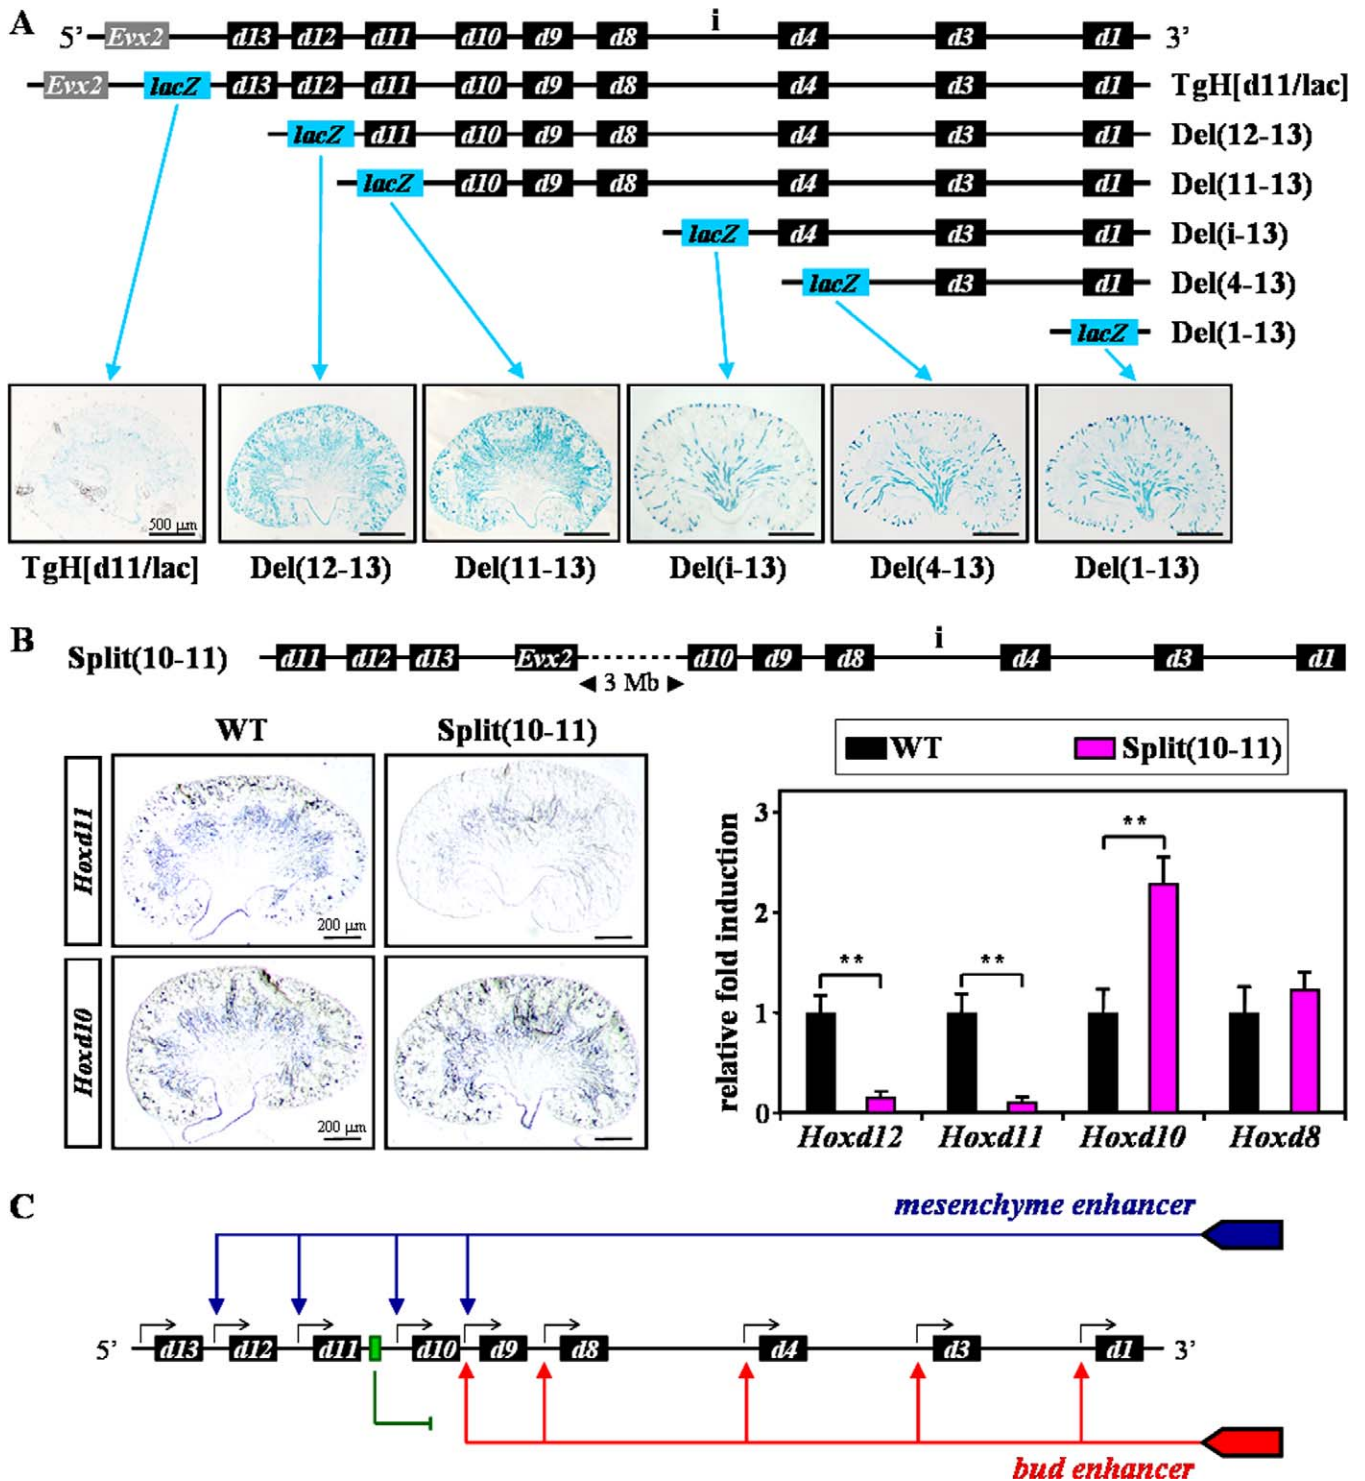 A
i
5’ Evx2 d13 d12 d11 d10 d9 d8 d4 d3 d1 3’
Evx2 lacZ d13 d12 d11 d10 d9 d8 d4 d3 d1 TgH[d11/lac]
lacZ d11 d10 d9 d8 d4 d3 d1 Del(12-13)
lacZ d10 d9 d8 d4 d3 d1 Del(11-13)
lacZ d4 d3 d1 Del(i-13)
lacZ d3 d1 Del(4-13)
lacZ Del(1-13)
500 µm
TgH[d11/lac] Del(12-13) Del(11-13) Del(i-13) Del(4-13) Del(1-13)
B
i
Split(10-11) d11 d12 d13 Evx2 d10 d9 d8 d4 d3 d1
3 Mb
WT Split(10-11)
Hoxd11
200 µm
Hoxd10
200 µm
WT Split(10-11)
relative fold induction
3
2
1
0
** ** **
Hoxd12 Hoxd11 Hoxd10 Hoxd8
C
mesenchyme enhancer
5’ d13 d12 d11 d10 d9 d8 d4 d3 d1 3’
bud enhancer